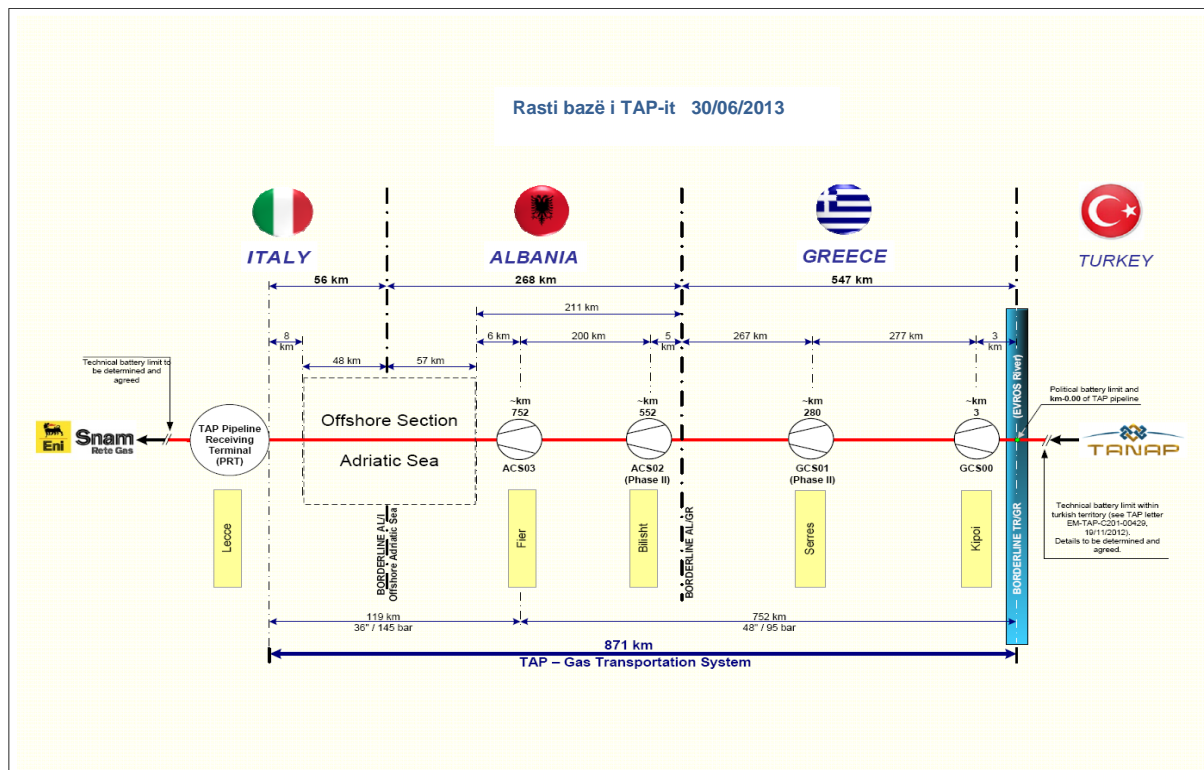 Rasti bazë i TAP-it 30/06/2013
ITALY
ALBANIA
GREECE
TURKEY
56 km
268 km
547 km
211 km
8
km
6 km
200 km
5
km
267 km
277 km
3
km
48 km
57 km
Technical battery limit to
be determined and
agreed
Political battery limit and
km-0.00 of TAP pipeline
Eni
Snam
Rete Gas
TAP Pipeline
Receiving
Terminal
(PRT)
Offshore Section
Adriatic Sea
~km
752
ACS03
~km
552
ACS02
(Phase II)
~km
280
GCS01
(Phase II)
~km
3
GCS00
(EVROS River)
BORDERLINE TR/GR
TANAP
Technical battery limit within
turkish territory (see TAP letter
EM-TAP-C201-00429,
19/11/2012).
Details to be determined and
agreed.
Lecce
BORDERLINE AL/I
Offshore Adriatic Sea
Fier
Bilisht
BORDERLINE AL/GR
Serres
Kipoi
119 km
36" / 145 bar
752 km
48" / 95 bar
871 km
TAP – Gas Transportation System